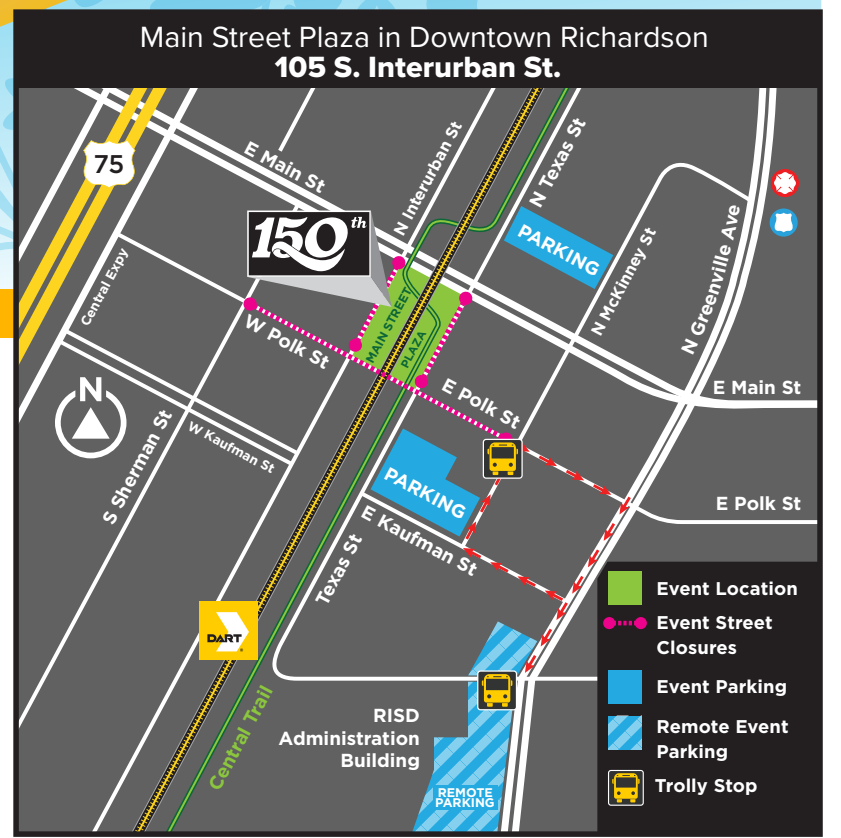 Main Street Plaza in Downtown Richardson
105 S. Interurban St.
75
E Main St
N Interurban St
N Texas St
150th
PARKING
N McKinney St
N Greenville Ave
Central Expy
MAIN STREET
PLAZA
W Polk St
N
E Main St
E Polk St
W Kaufman St
S Sherman St
PARKING
E Polk St
E Kaufman St
Texas St
DART
Central Trail
RISD
Administration
Building
REMOTE
PARKING
Event Location
Event Street
Closures
Event Parking
Remote Event
Parking
Trolly Stop